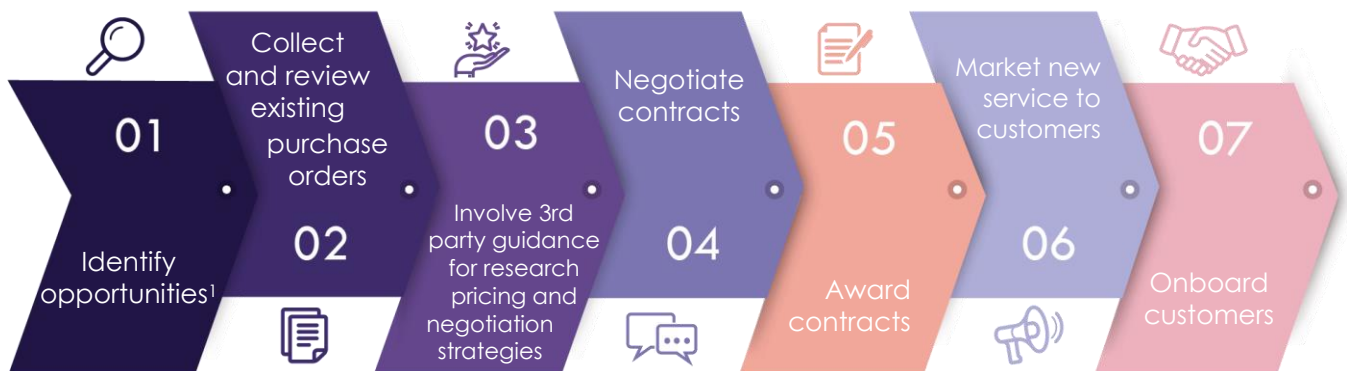 01
Identify
opportunities¹
Collect
and review
existing
purchase
orders
02
03
Involve 3rd
party guidance
for research
pricing and
negotiation
strategies
Negotiate
contracts
04
05
Award
contracts
Market new
service to
customers
06
07
Onboard
customers